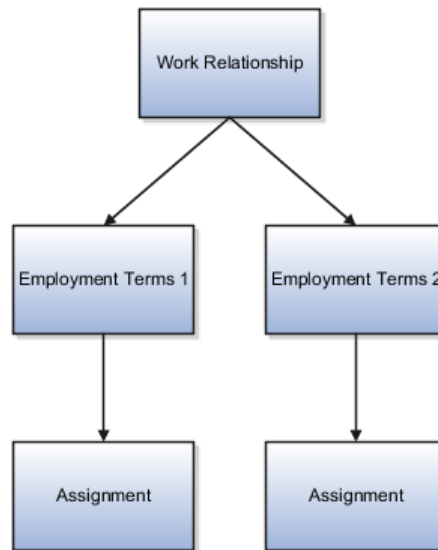 Work Relationship
Employment Terms 1
Employment Terms 2
Assignment
Assignment